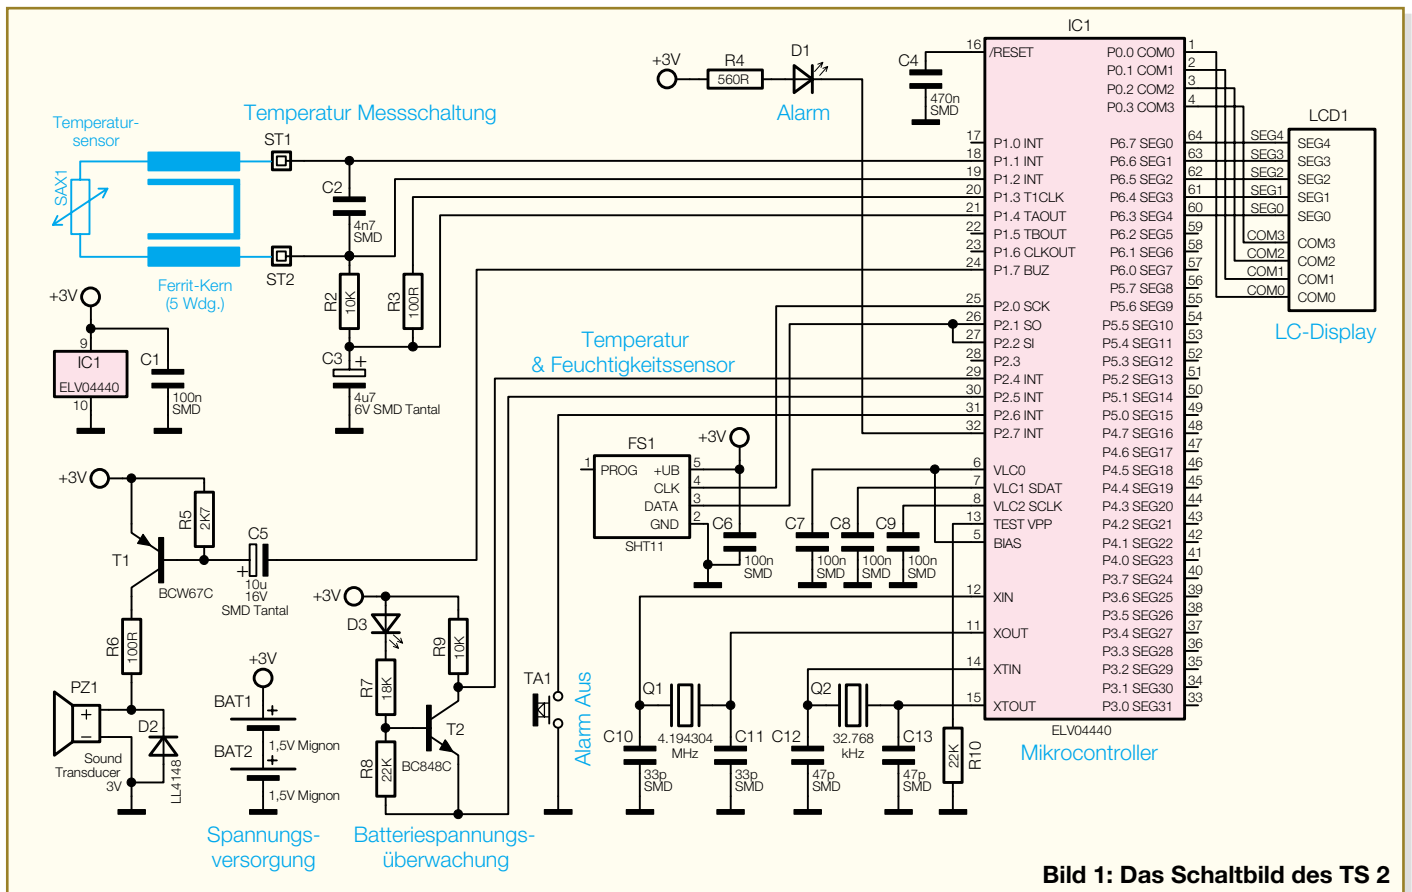 IC1
+3V
R4
560R
D1
Alarm
C4
470n
SMD
Temperatur Messschaltung
Temperatur-
sensor
SAX1
ST1
ST2
C2
4n7
SMD
Ferrit-Kern
(5 Wdg.)
R2
10K
R3
100R
C3
+
4u7
6V SMD Tantal
+3V
9
IC1
ELV04440
10
C1
100n
SMD
16 /RESET
17 P1.0 INT
18 P1.1 INT
19 P1.2 INT
20 P1.3 T1CLK
21 P1.4 TAOUT
22 P1.5 TBOUT
23 P1.6 CLKOUT
24 P1.7 BUZ
25 P2.0 SCK
26 P2.1 SO
27 P2.2 SI
28 P2.3
29 P2.4 INT
30 P2.5 INT
31 P2.6 INT
32 P2.7 INT
6 VLC0
7 VLC1 SDAT
8 VLC2 SCLK
13 TEST VPP
5 BIAS
12 XIN
11 XOUT
14 XTIN
15 XTOUT
P0.0 COM0 1
P0.1 COM1 2
P0.2 COM2 3
P0.3 COM3 4
P6.7 SEG0 64
P6.6 SEG1 63
P6.5 SEG2 62
P6.4 SEG3 61
P6.3 SEG4 60
P6.2 SEG5 59
P6.1 SEG6 58
P6.0 SEG7 57
P5.7 SEG8 56
P5.6 SEG9 55
P5.5 SEG10 54
P5.4 SEG11 53
P5.3 SEG12 52
P5.2 SEG13 51
P5.1 SEG14 50
P5.0 SEG15 49
P4.7 SEG16 48
P4.6 SEG17 47
P4.5 SEG18 46
P4.4 SEG19 45
P4.3 SEG20 44
P4.2 SEG21 43
P4.1 SEG22 42
P4.0 SEG23 41
P3.7 SEG24 40
P3.6 SEG25 39
P3.5 SEG26 38
P3.4 SEG27 37
P3.3 SEG28 36
P3.2 SEG29 35
P3.1 SEG30 34
P3.0 SEG31 33
ELV04440
Mikrocontroller
LCD1
SEG4 SEG4
SEG3 SEG3
SEG2 SEG2
SEG1 SEG1
SEG0 SEG0
COM3 COM3
COM2 COM2
COM1 COM1
COM0 COM0
LC-Display
Temperatur
& Feuchtigkeitssensor
FS1
+3V
1 PROG +UB 5
CLK 4
DATA 3
GND 2
SHT11
C6
100n
SMD
C7
100n
SMD
C8
100n
SMD
C9
100n
SMD
+3V
R5
2K7
C5
+
10u
16V
SMD Tantal
T1
BCW67C
R6
100R
PZ1
+
-
Sound
Transducer
3V
D2
LL4148
+3V
BAT1
+
1,5V Mignon
BAT2
+
1,5V Mignon
Spannungs-
versorgung
+3V
D3
R9
10K
R7
18K
T2
BC848C
R8
22K
Batteriespannungs-
überwachung
TA1
Alarm Aus
Q1
4.194304
MHz
C10
33p
SMD
C11
33p
SMD
Q2
32.768
kHz
C12
47p
SMD
C13
47p
SMD
R10
22K
Bild 1: Das Schaltbild des TS 2